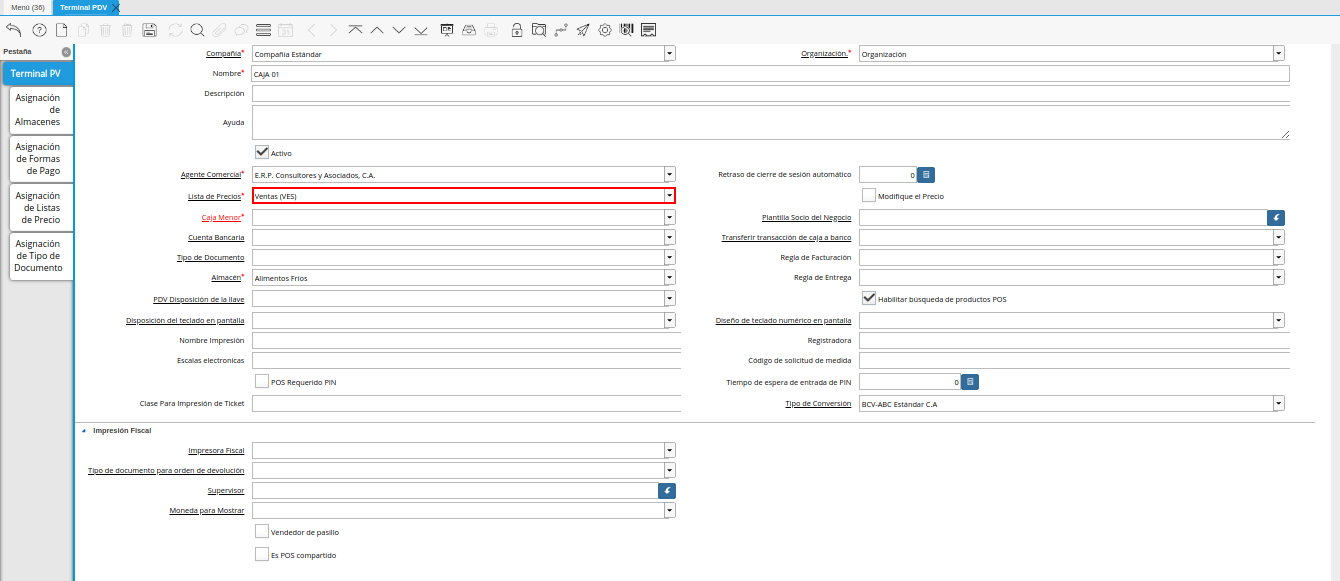 Menú (36) Terminal PDV
Pestaña
Terminal PV
Asignación
de
Almacenes
Asignación
de Formas
de Pago
Asignación
de Listas
de Precio
Asignación
de Tipo de
Documento
Compañía* Compañía Estándar Organización.* Organización
Nombre* CAJA 01
Descripción
Ayuda
Activo
Agente Comercial* E.R.P. Consultores y Asociados, C.A. Retraso de cierre de sesión automático 0
Lista de Precios* Ventas (VES) Modifique el Precio
Caja Menor* Plantilla Socio del Negocio
Cuenta Bancaria Transferir transacción de caja a banco
Tipo de Documento Regla de Facturación
Almacén* Alimentos Fríos Regla de Entrega
PDV Disposición de la llave Habilitar búsqueda de productos POS
Disposición del teclado en pantalla Diseño de teclado numérico en pantalla
Nombre Impresión Registradora
Escalas electronicas Código de solicitud de medida
POS Requerido PIN Tiempo de espera de entrada de PIN 0
Clase Para Impresión de Ticket Tipo de Conversión BCV-ABC Estándar C.A
Impresión Fiscal
Impresora Fiscal
Tipo de documento para orden de devolución
Supervisor
Moneda para Mostrar
Vendedor de pasillo
Es POS compartido